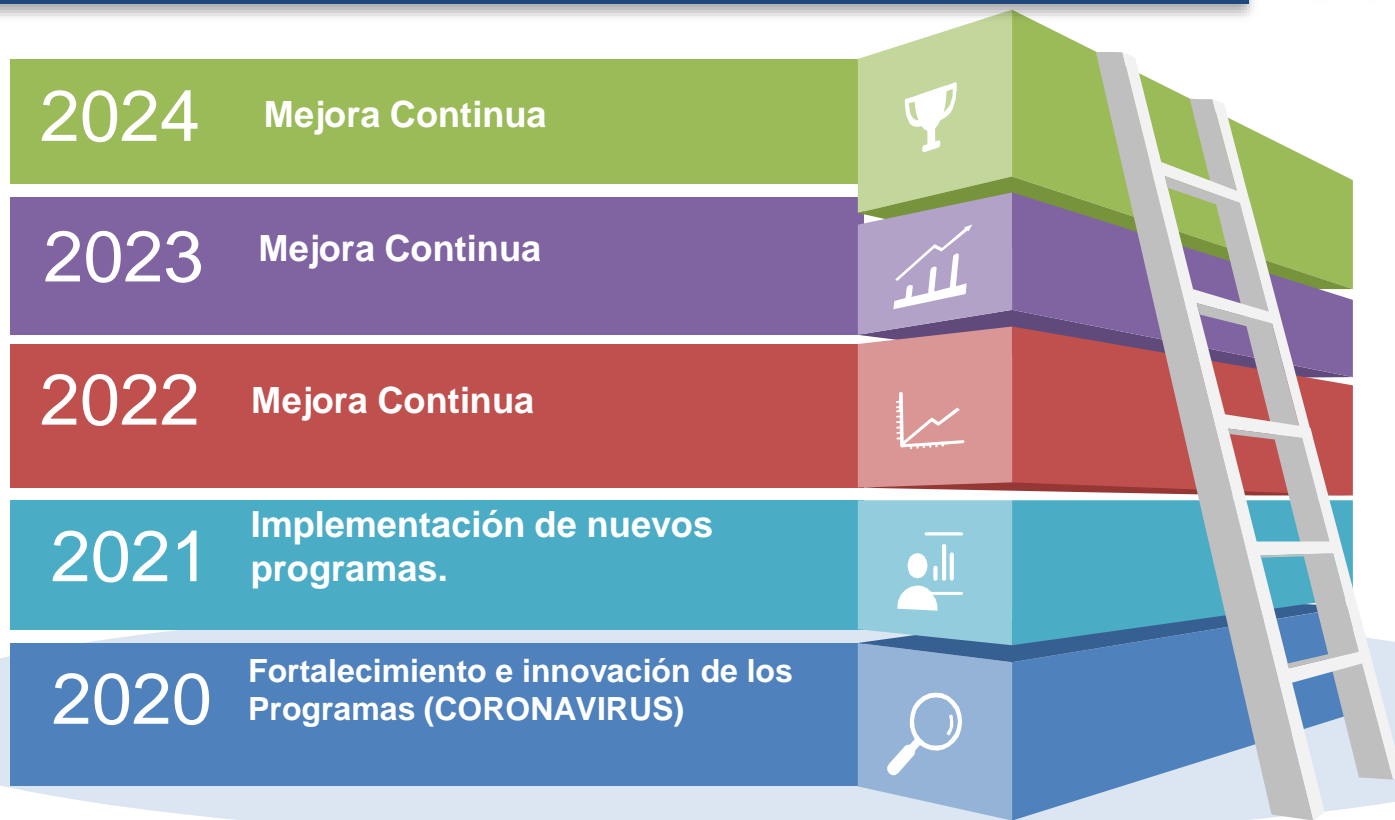 2024
Mejora Continua
2023
Mejora Continua
2022
Mejora Continua
2021
Implementación de nuevos
programas.
2020
Fortalecimiento e innovación de los
Programas (CORONAVIRUS)